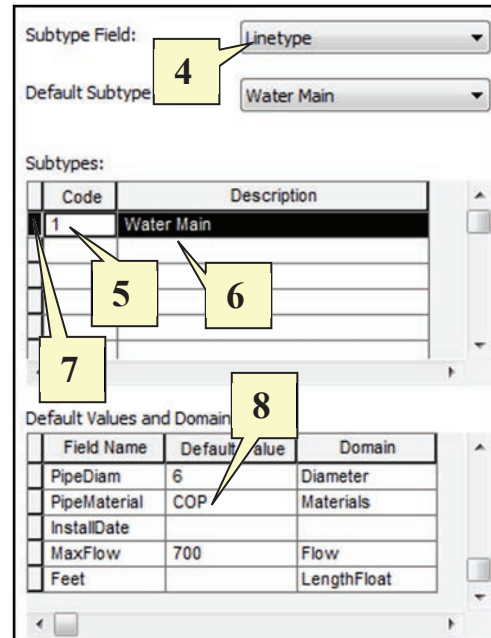 Subtype Field: Linetype
4
Default Subtype Water Main
Subtypes:
Code Description
1 Water Main
5 6
7
8
Default Values and Domain
Field Name Default Value Domain
PipeDiam 6 Diameter
PipeMaterial COP Materials
InstallDate
MaxFlow 700 Flow
Feet LengthFloat